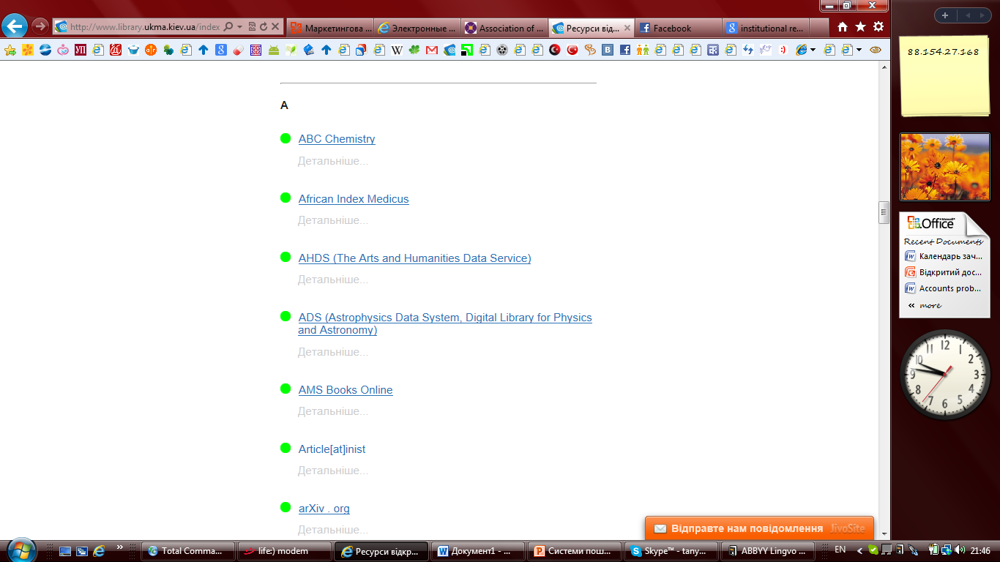 http://www.library.ukma.kiev.ua/index
Маркетингова ...
Электронные ...
Association of ...
Ресурси від...
Facebook
institutional re...
88.154.27.168
A
ABC Chemistry
Детальніше...
African Index Medicus
Детальніше...
AHDS (The Arts and Humanities Data Service)
Детальніше...
ADS (Astrophysics Data System, Digital Library for Physics
and Astronomy)
Детальніше...
AMS Books Online
Детальніше...
Article[at]inist
Детальніше...
arXiv . org
Детальніше...
Відправте нам повідомлення JivoSite
Microsoft
Office
Recent Documents
Календарь зач...
Відкритий дос...
Accounts prob...
« more
12
1
2
3
4
5
6
7
8
9
10
11
Total Comma...
life:) modem
Ресурси відкр...
Документ1 - ...
Системи пош...
Skype™ - tany...
ABBYY Lingvo ...
EN
21:46